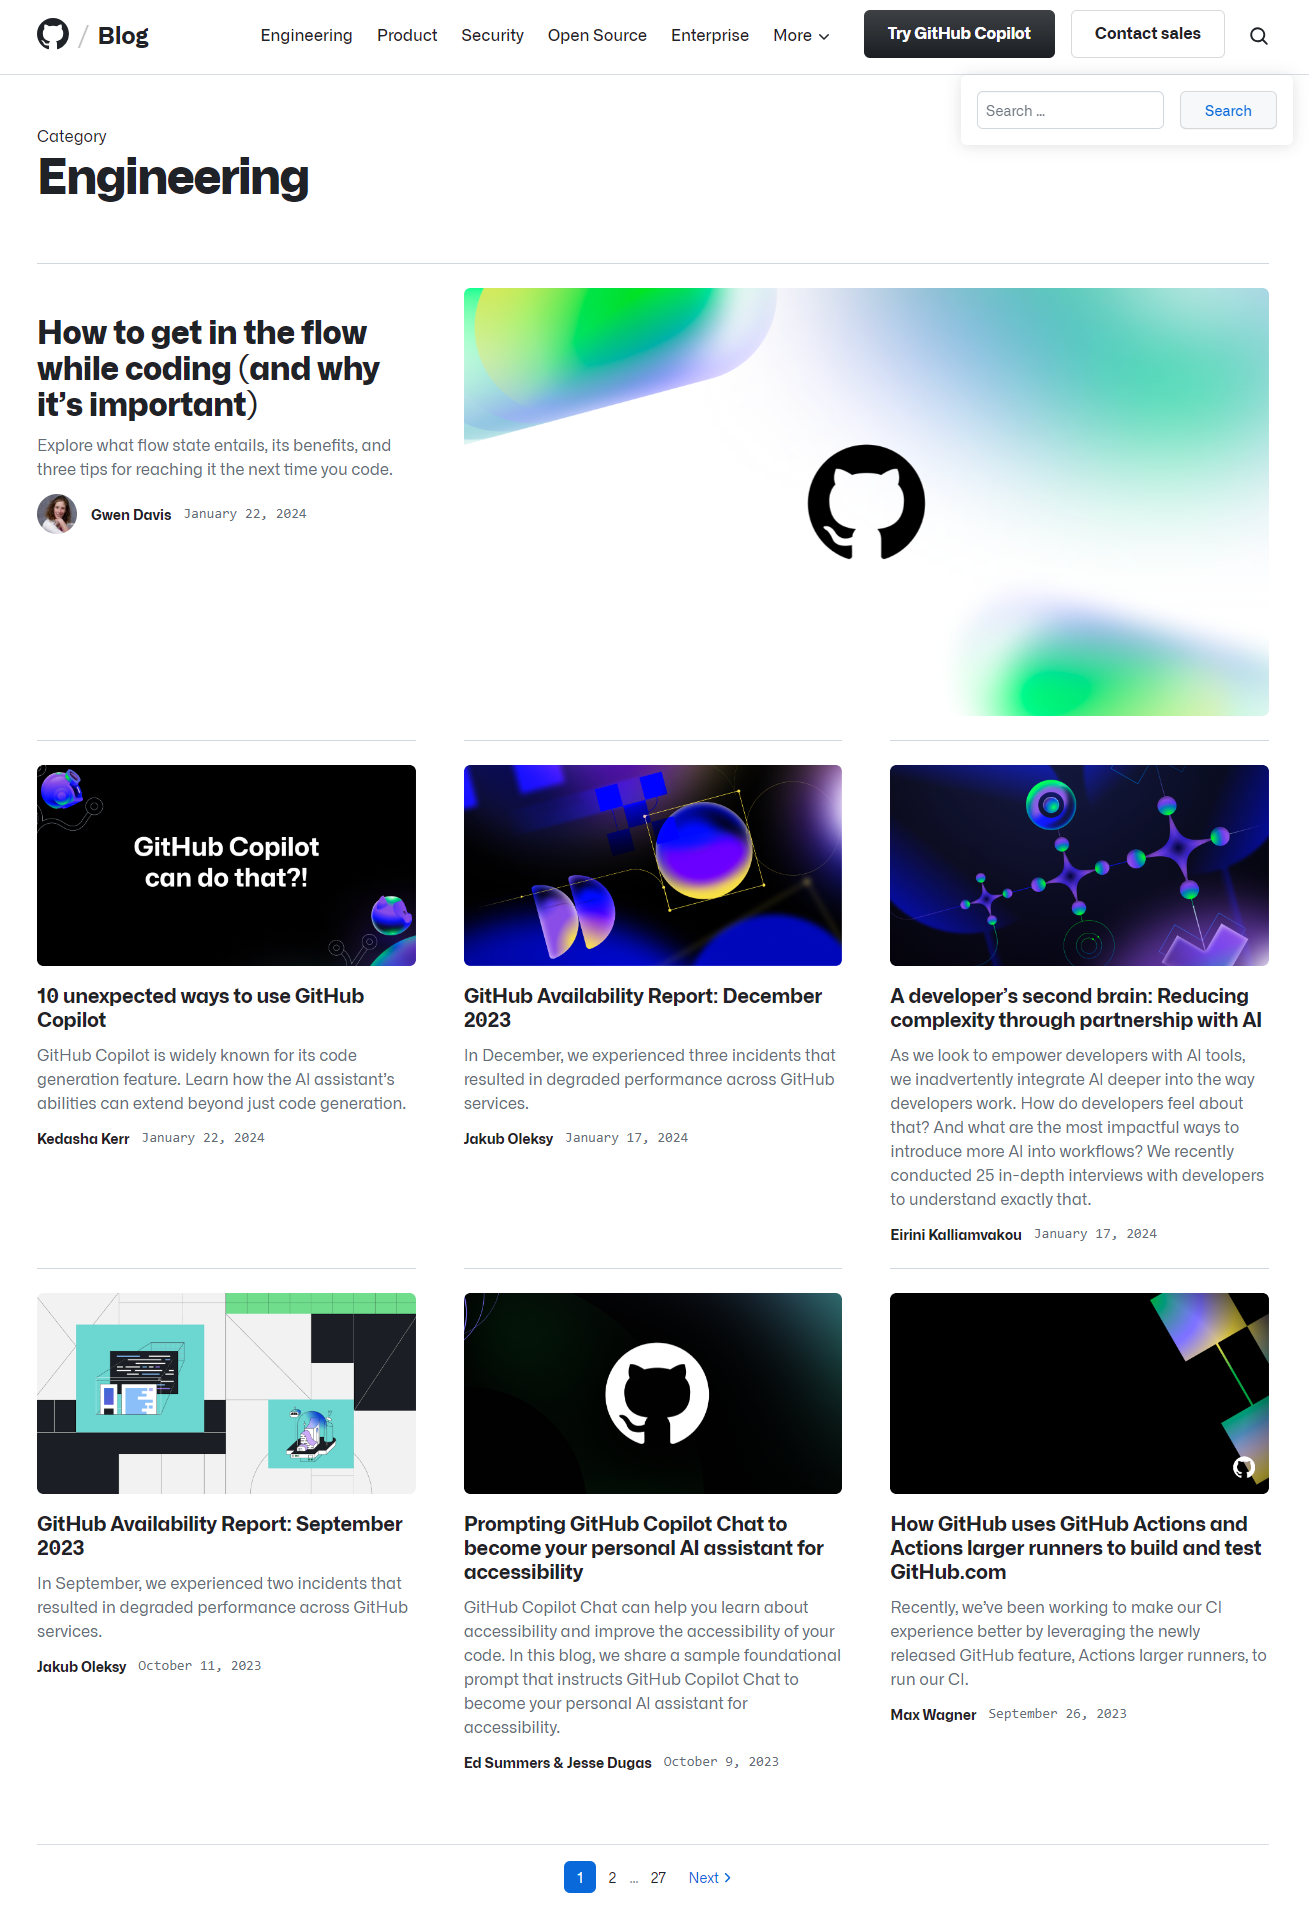 / Blog
Engineering Product Security Open Source Enterprise More Try GitHub Copilot Contact sales
Search … Search
Category
Engineering
How to get in the flow
while coding (and why
it’s important)
Explore what flow state entails, its benefits, and
three tips for reaching it the next time you code.
Gwen Davis January 22, 2024
GitHub Copilot
can do that?!
10 unexpected ways to use GitHub
Copilot
GitHub Copilot is widely known for its code
generation feature. Learn how the AI assistant’s
abilities can extend beyond just code generation.
Kedasha Kerr January 22, 2024
GitHub Availability Report: December
2023
In December, we experienced three incidents that
resulted in degraded performance across GitHub
services.
Jakub Oleksy January 17, 2024
A developer’s second brain: Reducing
complexity through partnership with AI
As we look to empower developers with AI tools,
we inadvertently integrate AI deeper into the way
developers work. How do developers feel about
that? And what are the most impactful ways to
introduce more AI into workflows? We recently
conducted 25 in-depth interviews with developers
to understand exactly that.
Eirini Kalliamvakou January 17, 2024
GitHub Availability Report: September
2023
In September, we experienced two incidents that
resulted in degraded performance across GitHub
services.
Jakub Oleksy October 11, 2023
Prompting GitHub Copilot Chat to
become your personal AI assistant for
accessibility
GitHub Copilot Chat can help you learn about
accessibility and improve the accessibility of your
code. In this blog, we share a sample foundational
prompt that instructs GitHub Copilot Chat to
become your personal AI assistant for
accessibility.
Ed Summers & Jesse Dugas October 9, 2023
How GitHub uses GitHub Actions and
Actions larger runners to build and test
GitHub.com
Recently, we’ve been working to make our CI
experience better by leveraging the newly
released GitHub feature, Actions larger runners, to
run our CI.
Max Wagner September 26, 2023
1 2 … 27 Next